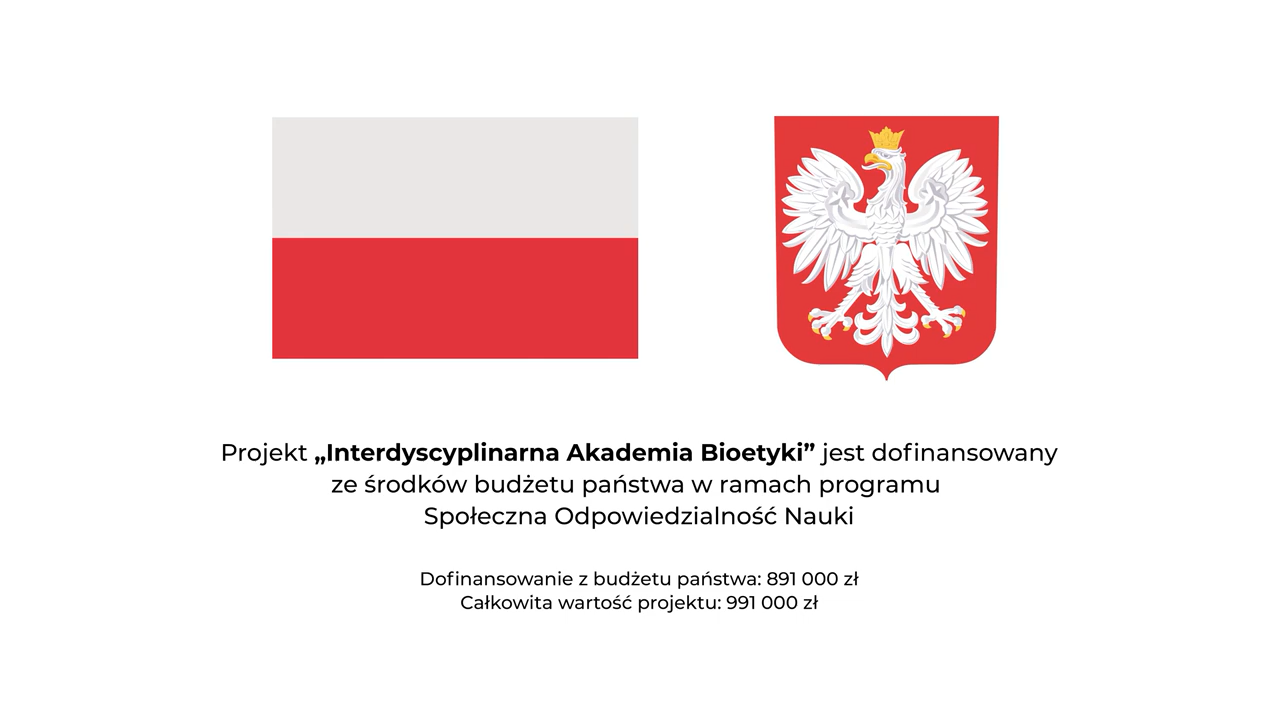 Projekt „Interdyscyplinarna Akademia Bioetyki” jest dofinansowany
ze środków budżetu państwa w ramach programu
Społeczna Odpowiedzialność Nauki
Dofinansowanie z budżetu państwa: 891 000 zł
Całkowita wartość projektu: 991 000 zł